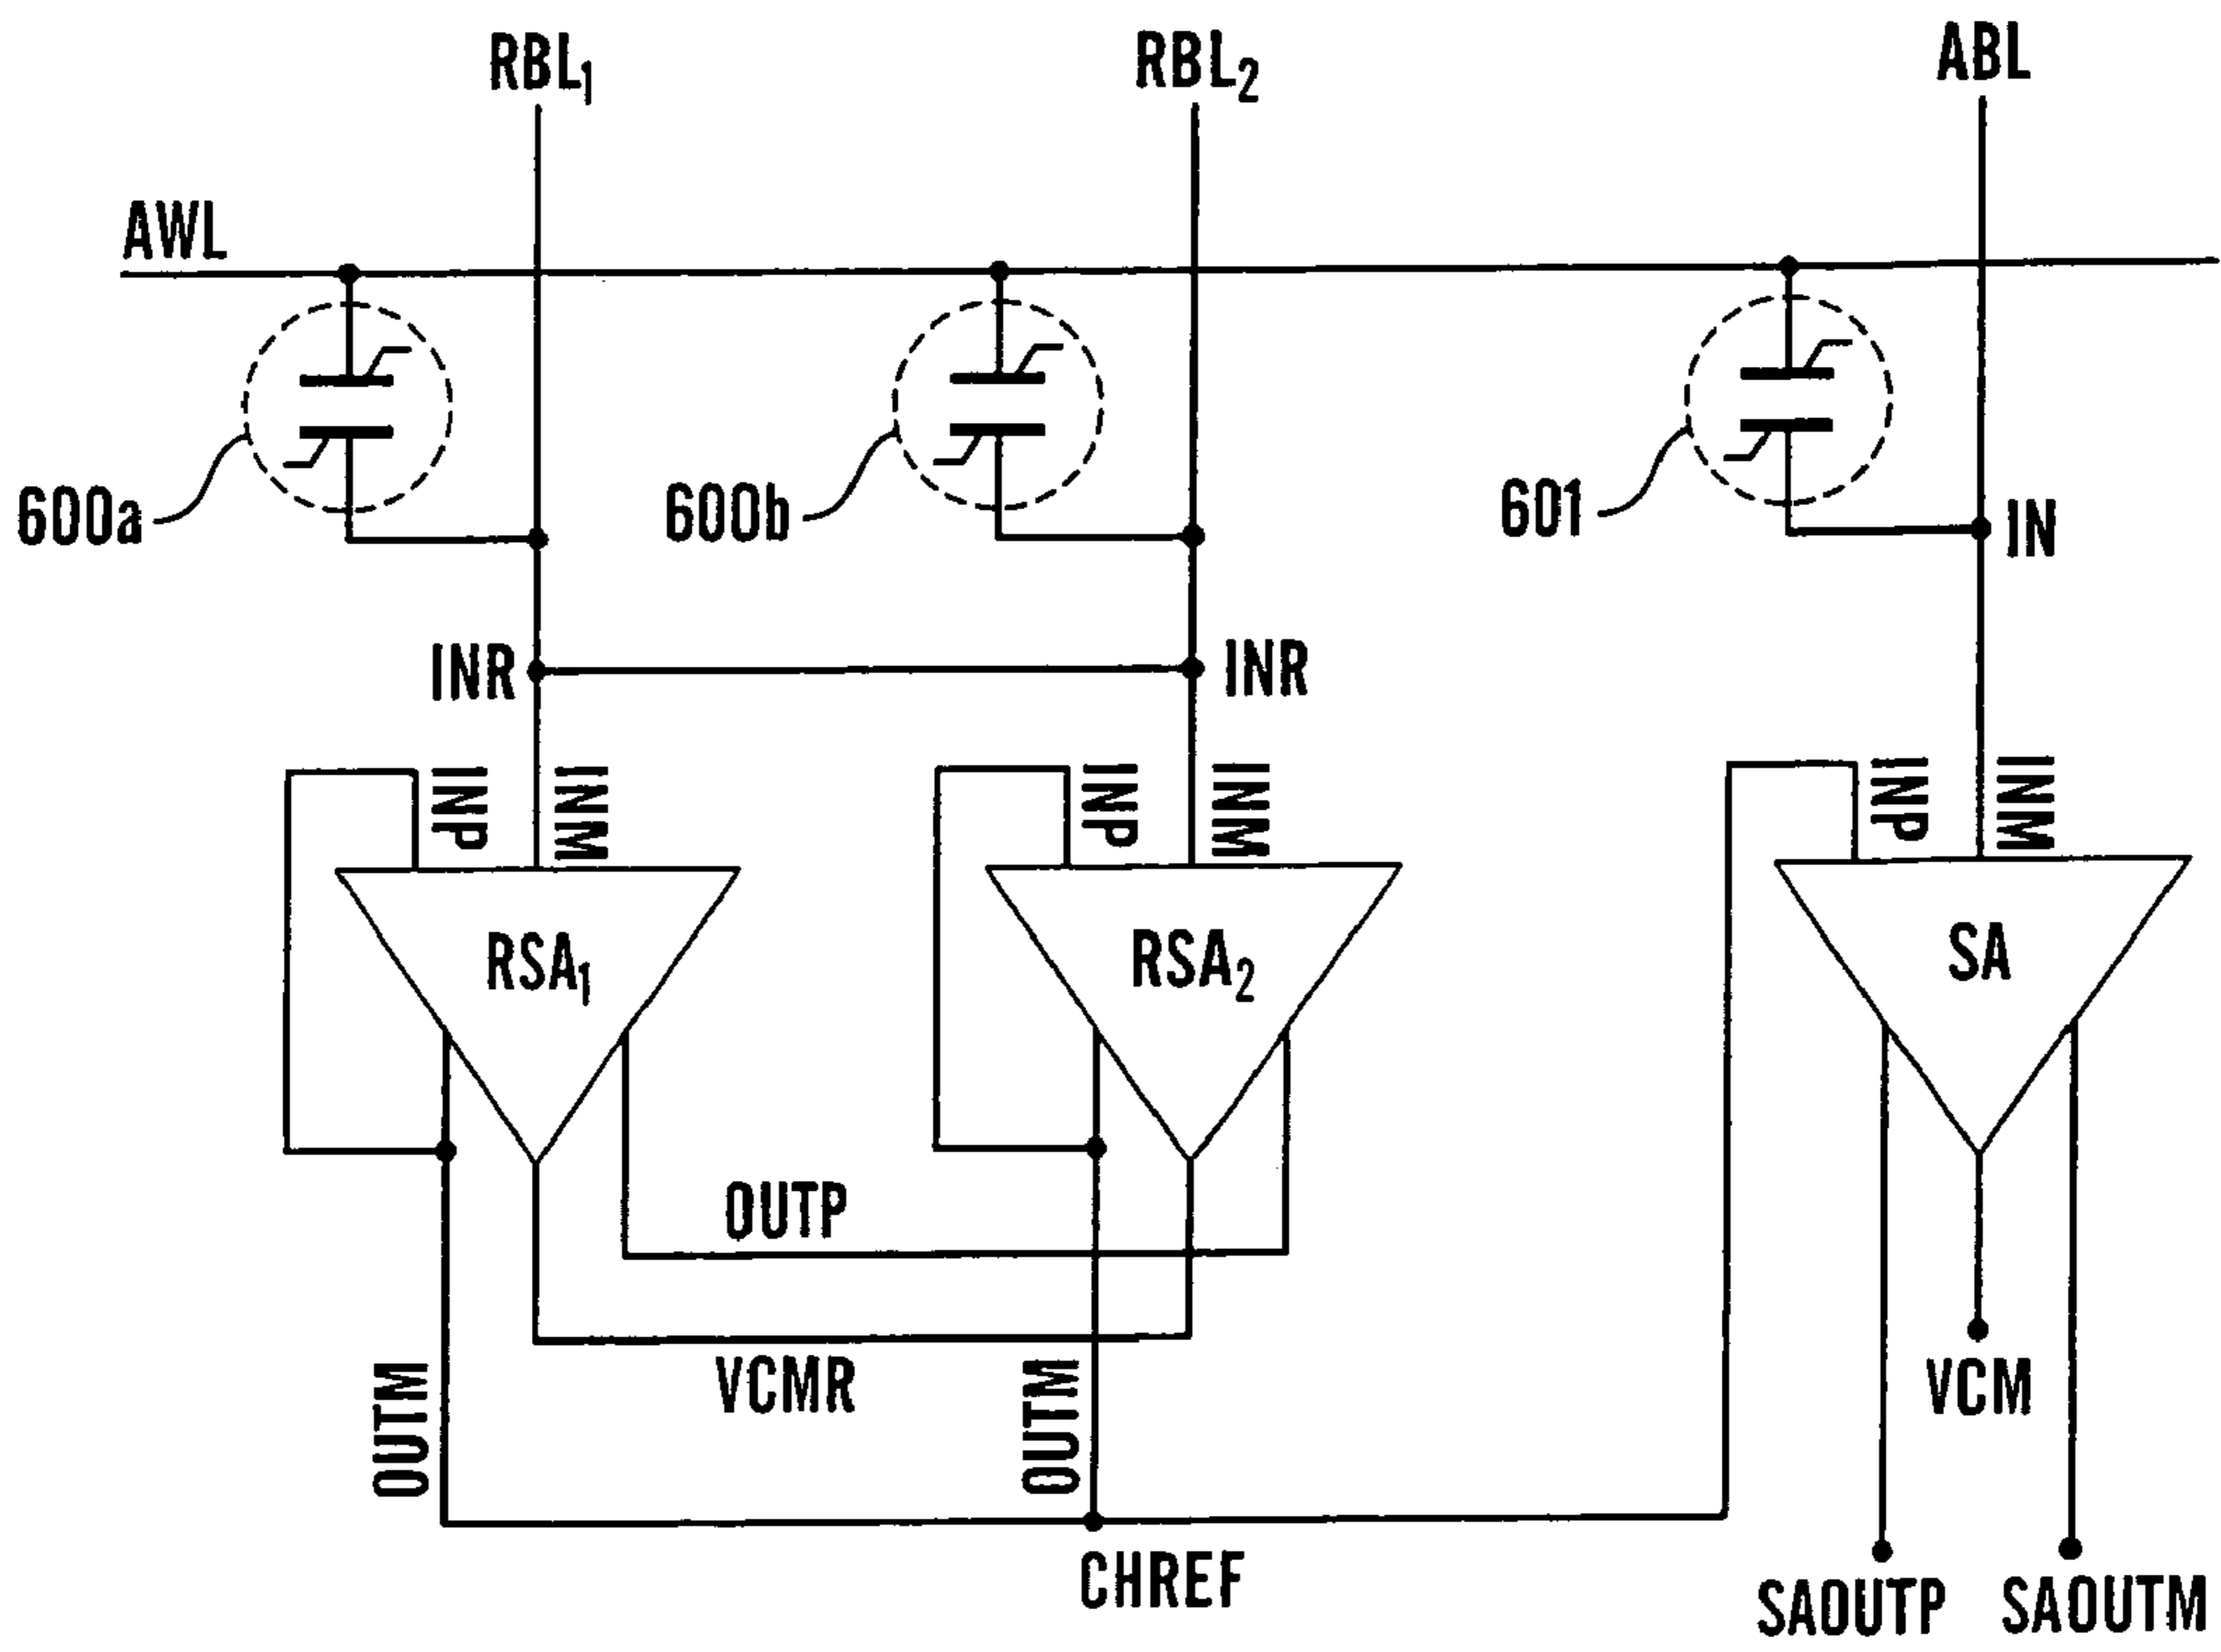 RBL1
RBL2
ABL
AWL
600a
600b
601
IN
INR
INR
INP
INM
INP
INM
INP
INM
RSA1
RSA2
SA
OUTP
VCMR
OUTM
OUTM
VCM
CHREF
SAOUTP
SAOUTM